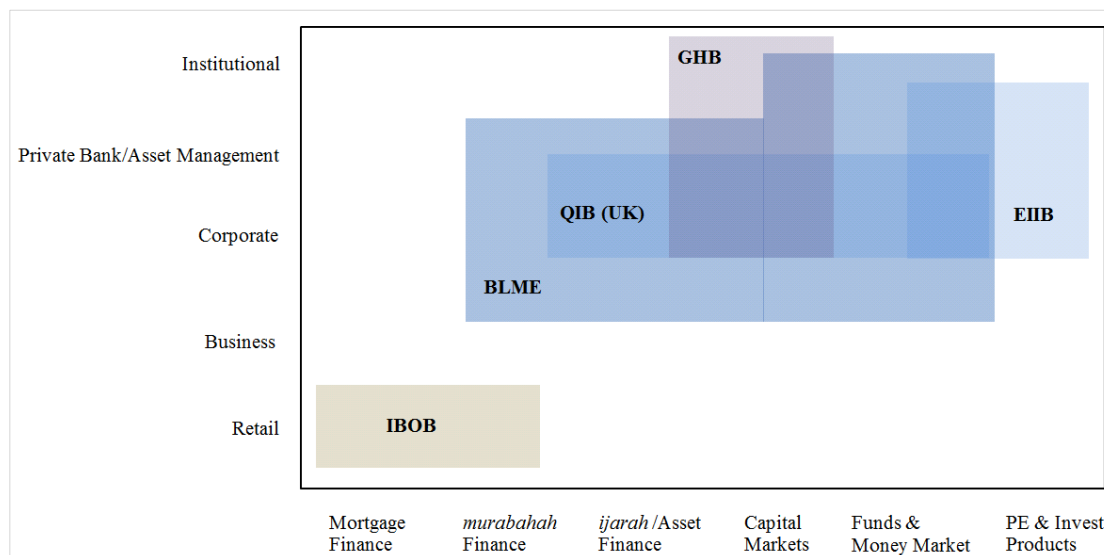 Institutional
GHB
Private Bank/Asset Management
QIB (UK)
EIIB
Corporate
BLME
Business
IBOB
Retail
Mortgage
Finance
murabahah
Finance
ijarah /Asset
Finance
Capital
Markets
Funds &
Money Market
PE & Invest
Products